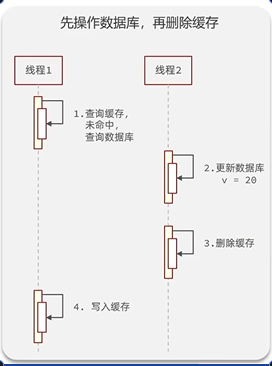 先操作数据库，再删除缓存
线程1
线程2
1.查询缓存，
未命中，
查询数据库
2.更新数据库
v = 20
3.删除缓存
4. 写入缓存